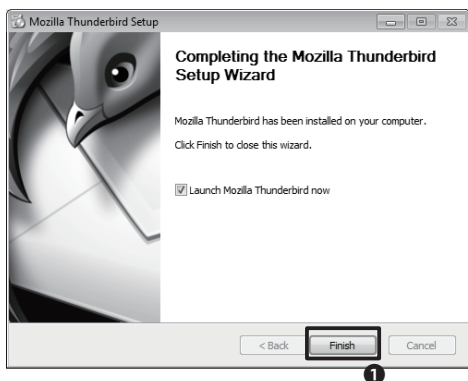 Mozilla Thunderbird Setup
Completing the Mozilla Thunderbird
Setup Wizard
Mozilla Thunderbird has been installed on your computer.
Click Finish to close this wizard.
Launch Mozilla Thunderbird now
< Back Finish Cancel
1